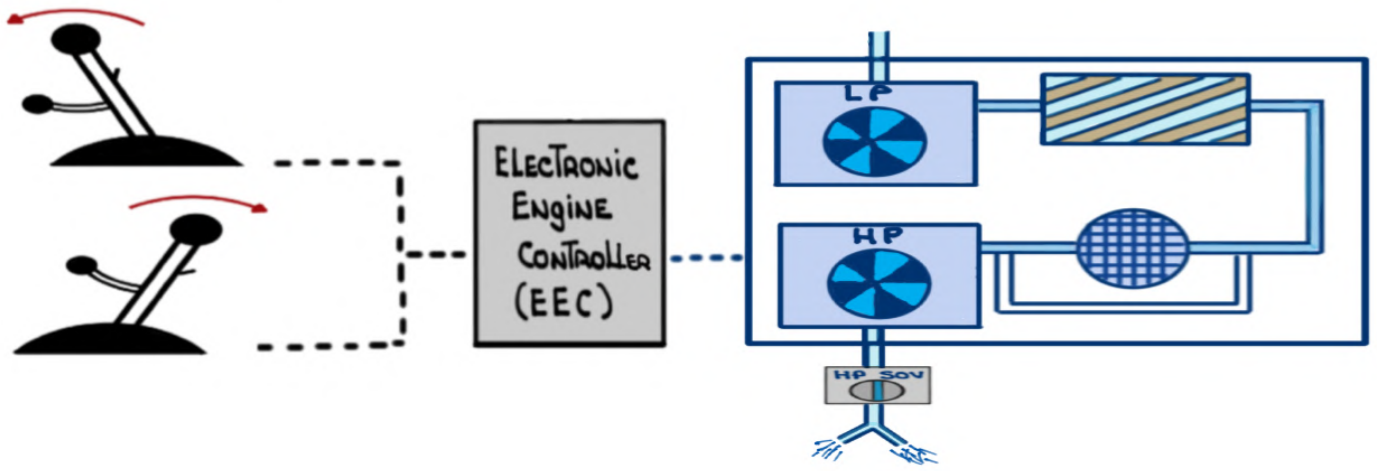 ELECTRONIC
ENGINE
CONTROLLER
(EEC)
LP
HP
HP SOV